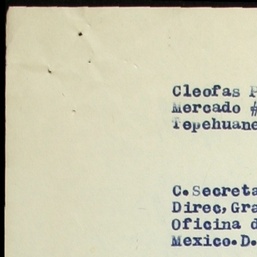 Cleofas P
Mercado #
Tepehuane
C.Secreta
Direc, Gra
Oficina d
Mexico.D.